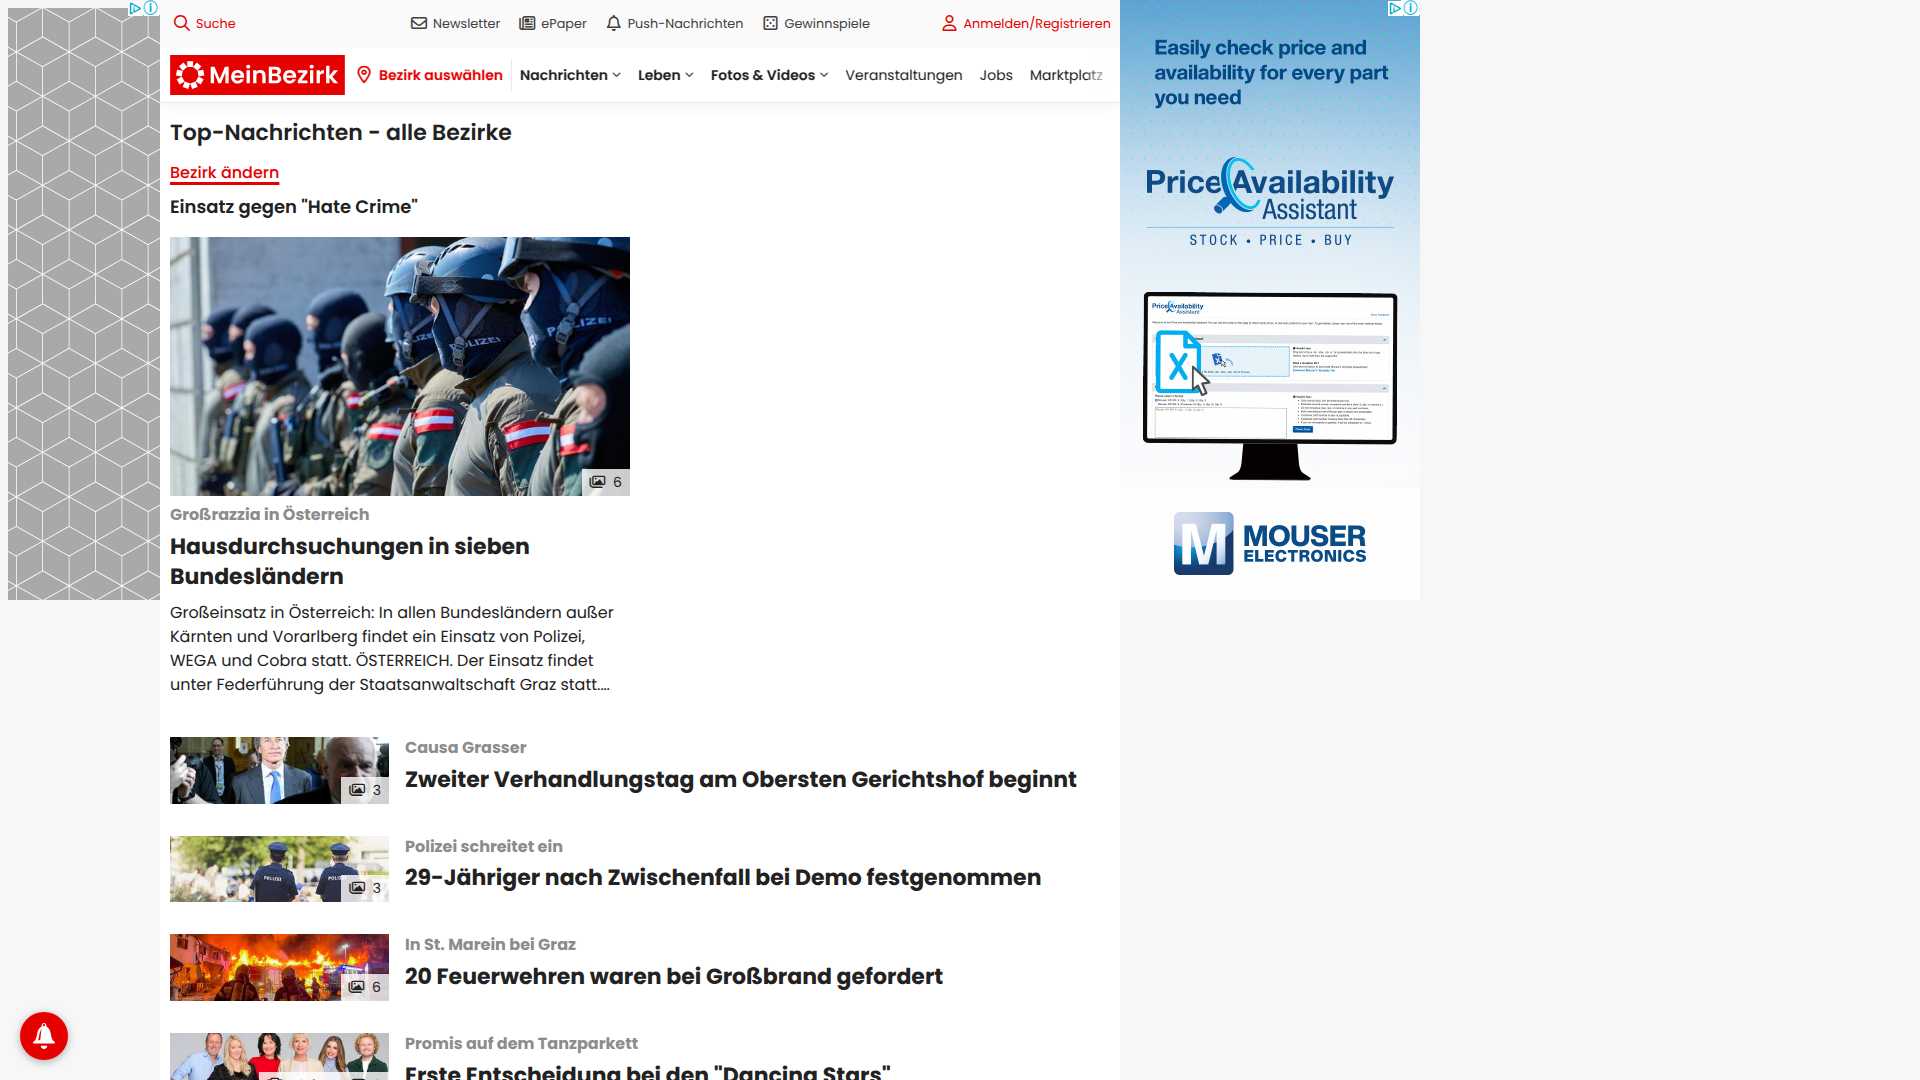 Suche
Newsletter
ePaper
Push-Nachrichten
Gewinnspiele
Anmelden/Registrieren
MeinBezirk
Bezirk auswählen
Nachrichten
Leben
Fotos & Videos
Veranstaltungen
Jobs
Marktplatz
Top-Nachrichten - alle Bezirke
Bezirk ändern
Einsatz gegen "Hate Crime"
POLIZEI
POLIZEI
6
Großrazzia in Österreich
Hausdurchsuchungen in sieben
Bundesländern
Großeinsatz in Österreich: In allen Bundesländern außer
Kärnten und Vorarlberg findet ein Einsatz von Polizei,
WEGA und Cobra statt. ÖSTERREICH. Der Einsatz findet
unter Federführung der Staatsanwaltschaft Graz statt....
3
Causa Grasser
Zweiter Verhandlungstag am Obersten Gerichtshof beginnt
POLIZEI
3
Polizei schreitet ein
29-Jähriger nach Zwischenfall bei Demo festgenommen
6
In St. Marein bei Graz
20 Feuerwehren waren bei Großbrand gefordert
Promis auf dem Tanzparkett
Erste Entscheidung bei den "Dancing Stars"
Easily check price and
availability for every part
you need
Price Availability
Assistant
STOCK • PRICE • BUY
Price Availability
Assistant
X
M MOUSER
ELECTRONICS